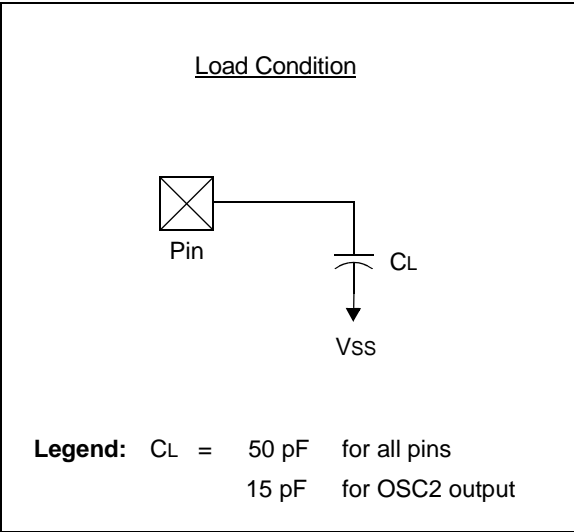 Load Condition
Pin
CL
VSS
Legend: CL = 50 pF for all pins
15 pF for OSC2 output